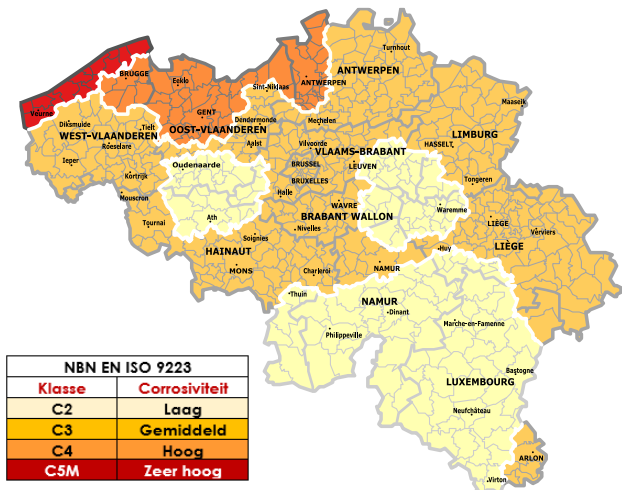 Turnhout
BRUGGE
Eeklo
ANTWERPEN
ANTWERPEN
Sint-Niklaas
Maaseik
Veurne
GENT
Diksmuide
Tielt
OOST-VLAANDEREN
Dendermonde
Mechelen
WEST-VLAANDEREN
LIMBURG
Roeselare
Aalst
Vilvoorde
VLAAMS-BRABANT
HASSELT
Ieper
Oudenaarde
BRUSSEL
LEUVEN
Kortrijk
BRUXELLES
Tongeren
Mouscron
Halle
WAVRE
Waremme
Ath
BRABANT WALLON
Tournai
Nivelles
LIÈGE
Verviers
Soignies
LIÈGE
HAINAUT
Huy
MONS
Charleroi
NAMUR
Thuin
NAMUR
Dinant
Marche-en-Famenne
Philippeville
Bastogne
LUXEMBOURG
Neufchâteau
ARLON
Virton
NBN EN ISO 9223
Klasse Corrosiviteit
C2 Laag
C3 Gemiddeld
C4 Hoog
C5M Zeer hoog